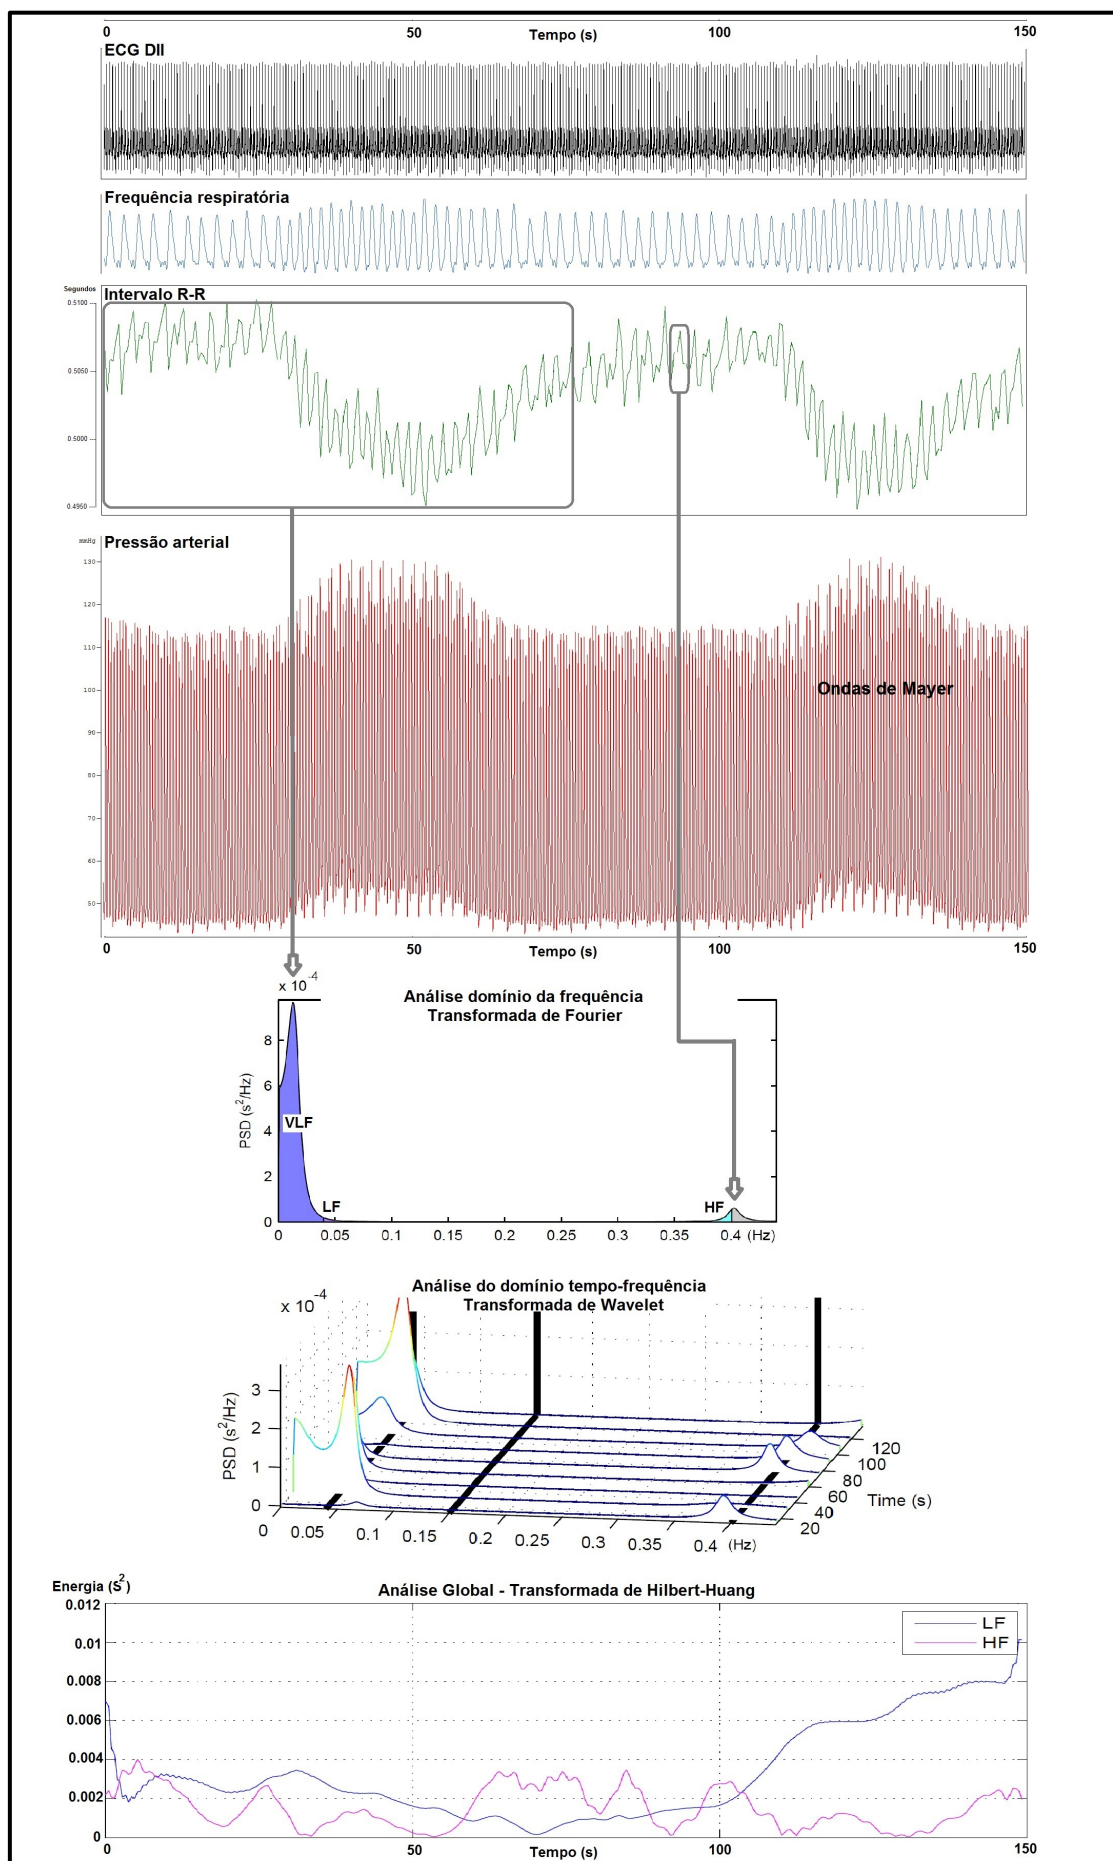 0 50 Tempo (s) 100 150
ECG DII
Frequência respiratória
Segundos
Intervalo R-R
0.5100
0.5050
0.5000
0.4950
mmHg
Pressão arterial
130
120
110
100
Ondas de Mayer
90
80
70
60
50
0 50 Tempo (s) 100 150
x 10 -4
Análise domínio da frequência
Transformada de Fourier
PSD (s2/Hz)
8
6
4
2
0
VLF
LF
HF
0 0.05 0.1 0.15 0.2 0.25 0.3 0.35 0.4 (Hz)
Análise do domínio tempo-frequência
Transformada de Wavelet
x 10 -4
PSD (s2/Hz)
3
2
1
0
120
100
80
60
40
20
Time (s)
0 0.05 0.1 0.15 0.2 0.25 0.3 0.35 0.4 (Hz)
Energia (S2)
Análise Global - Transformada de Hilbert-Huang
0.012
0.01
0.008
0.006
0.004
0.002
0
LF
HF
0 50 Tempo (s) 100 150